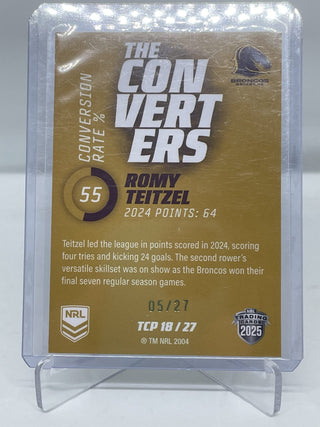 THE
CON
VERT
ERS
BRONCOS
CONVERSION
RATE %
55
ROMY
TEITZEL
2024 POINTS: 64
Teitzel led the league in points scored in 2024, scoring
four tries and kicking 24 goals. The second rower's
versatile skillset was on show as the Broncos won their
final seven regular season games.
05/27
NRL
TCP 18 / 27
® TM NRL 2004
NRL
TRADING
CARDS
2025